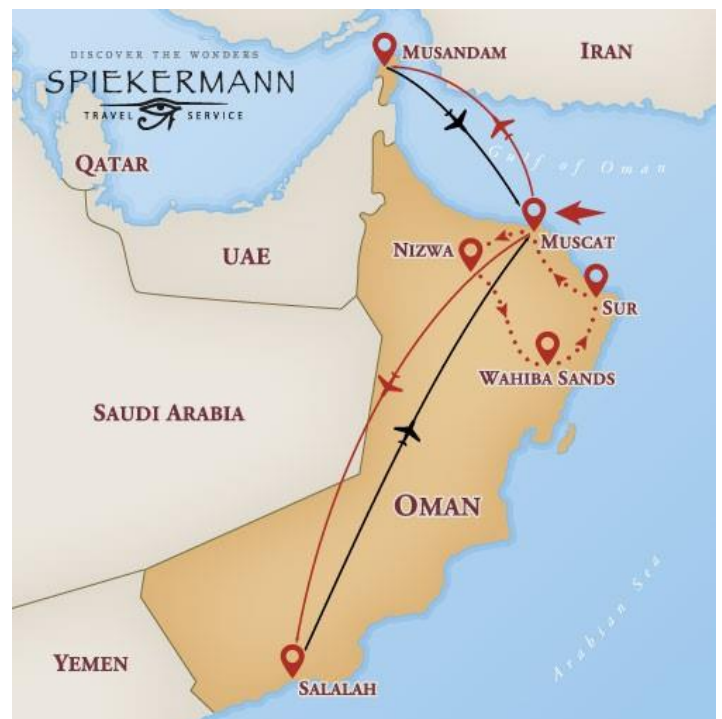 DISCOVER THE WONDERS
SPIEKERMANN
TRAVEL SERVICE
MUSANDAM
IRAN
QATAR
Gulf of Oman
UAE
NIZWA
MUSCAT
SUR
WAHIBA SANDS
SAUDI ARABIA
OMAN
Arabian Sea
YEMEN
SALALAH